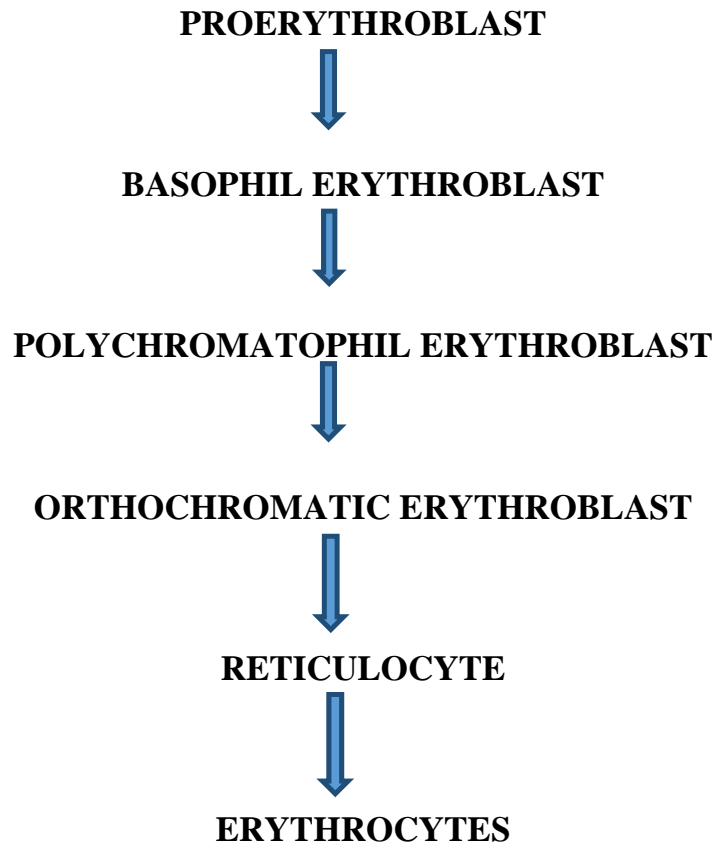 PROERYTHROBLAST
BASOPHIL ERYTHROBLAST
POLYCHROMATOPHIL ERYTHROBLAST
ORTHOCHROMATIC ERYTHROBLAST
RETICULOCYTE
ERYTHROCYTES